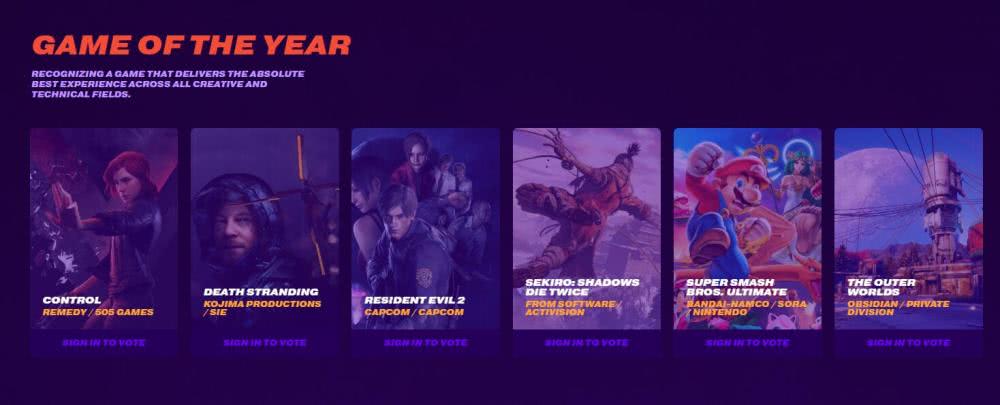 GAME OF THE YEAR
RECOGNIZING A GAME THAT DELIVERS THE ABSOLUTE
BEST EXPERIENCE ACROSS ALL CREATIVE AND
TECHNICAL FIELDS.
CONTROL
REMEDY / 505 GAMES
SIGN IN TO VOTE
DEATH STRANDING
KOJIMA PRODUCTIONS
/ SIE
SIGN IN TO VOTE
RESIDENT EVIL 2
CAPCOM / CAPCOM
SIGN IN TO VOTE
SEKIRO: SHADOWS
DIE TWICE
FROM SOFTWARE /
ACTIVISION
SIGN IN TO VOTE
SUPER SMASH
BROS. ULTIMATE
BANDAI-NAMCO / SORA
/ NINTENDO
SIGN IN TO VOTE
THE OUTER
WORLDS
OBSIDIAN / PRIVATE
DIVISION
SIGN IN TO VOTE